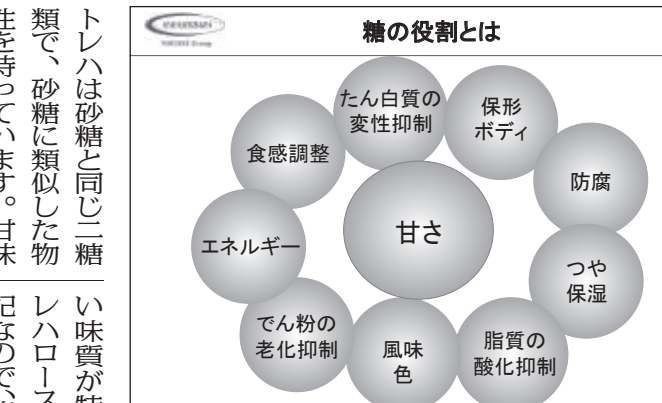 糖の役割とは
たん白質の
変性抑制
保形
ボディ
防腐
つや
保湿
脂質の
酸化抑制
風味
色
でん粉の
老化抑制
エネルギー
食感調整
甘さ
トレハは砂糖と同じ二糖
類で、砂糖に類似した物
性を持っています。甘味
い味質が特
レハロース
記なので、